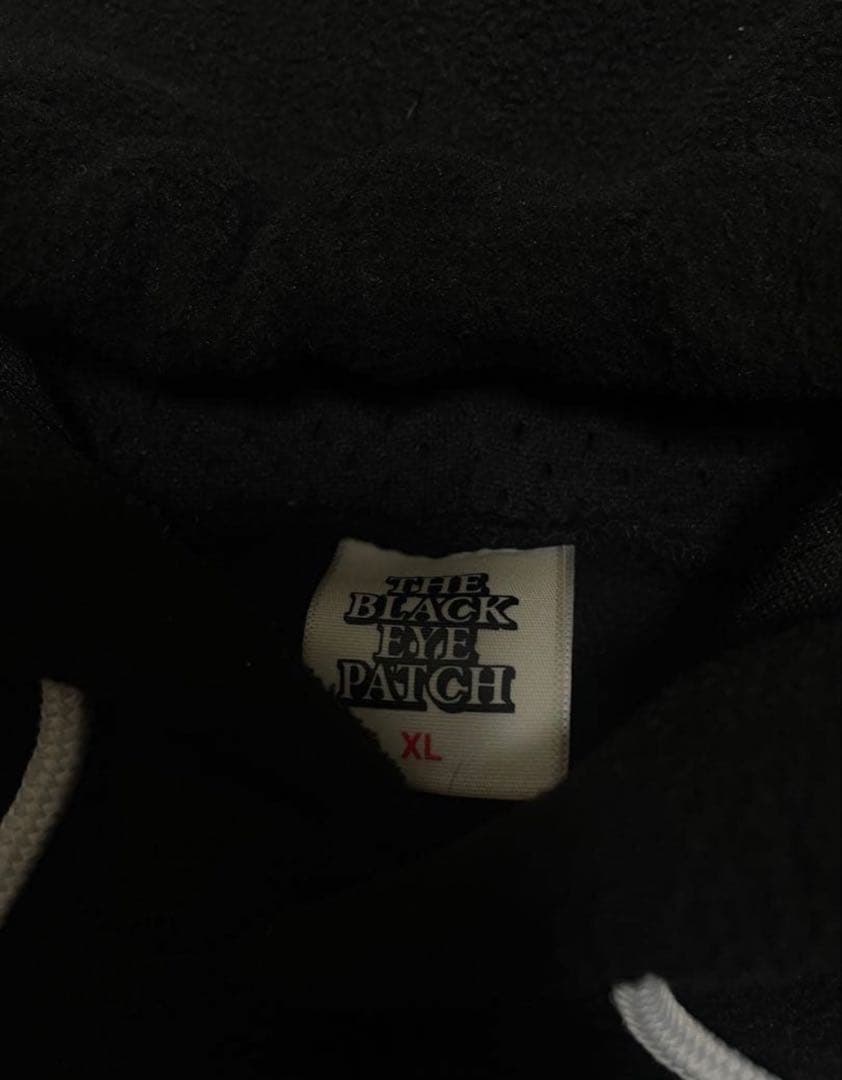 THE
BLACK
EYE
PATCH
XL